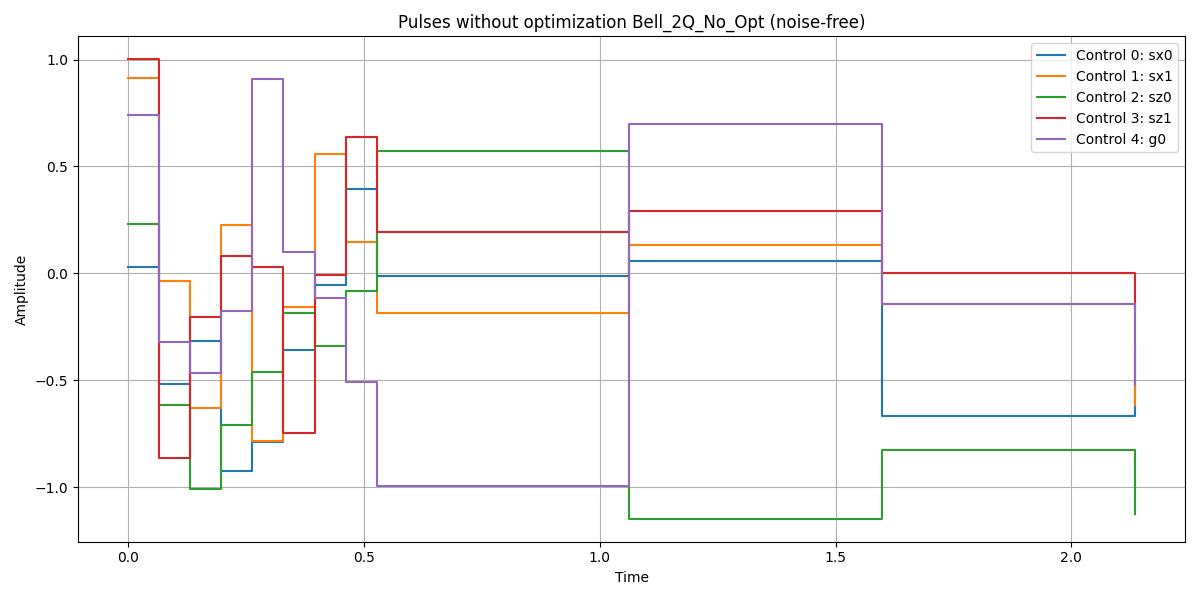 Pulses without optimization Bell_2Q_No_Opt (noise-free)
Control 0: sx0
Control 1: sx1
Control 2: sz0
Control 3: sz1
Control 4: g0
1.0
0.5
0.0
−0.5
−1.0
Amplitude
0.0
0.5
1.0
1.5
2.0
Time